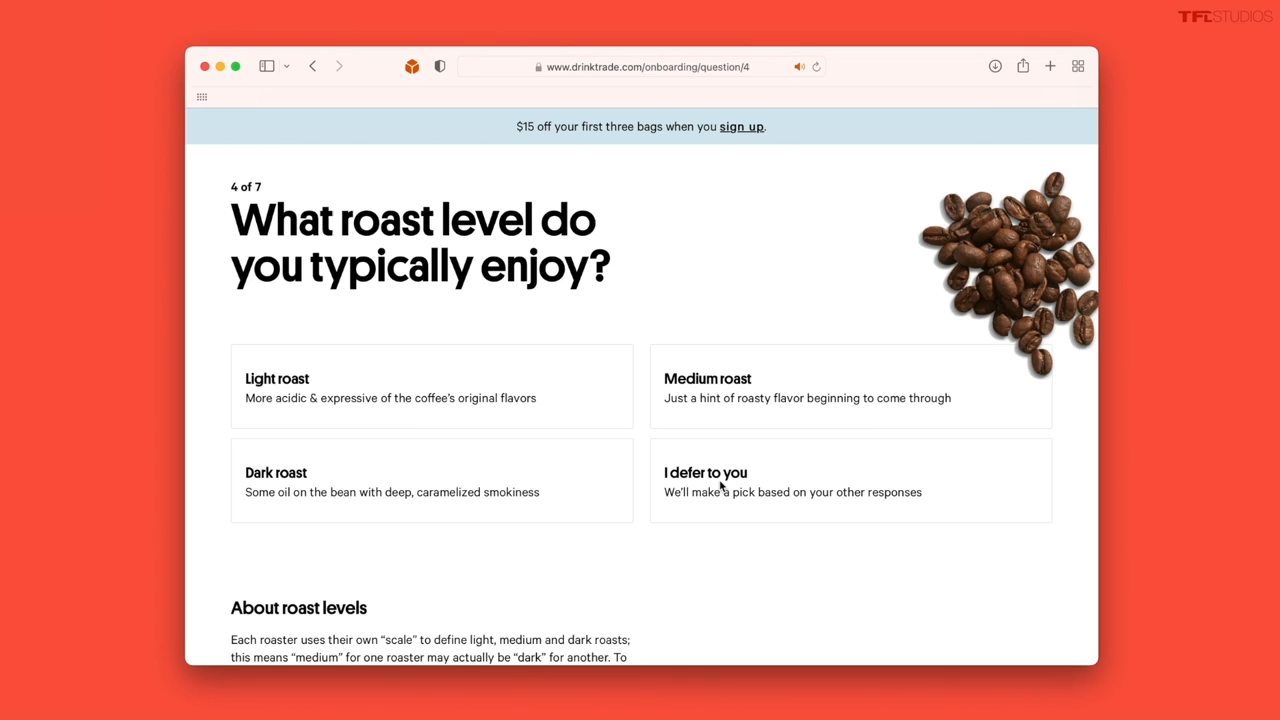 TFLSTUDIOS
www.drinktrade.com/onboarding/question/4
$15 off your first three bags when you sign up.
4 of 7
What roast level do
you typically enjoy?
Light roast
More acidic & expressive of the coffee's original flavors
Medium roast
Just a hint of roasty flavor beginning to come through
Dark roast
Some oil on the bean with deep, caramelized smokiness
I defer to you
We'll make a pick based on your other responses
About roast levels
Each roaster uses their own “scale” to define light, medium and dark roasts;
this means “medium” for one roaster may actually be “dark” for another. To